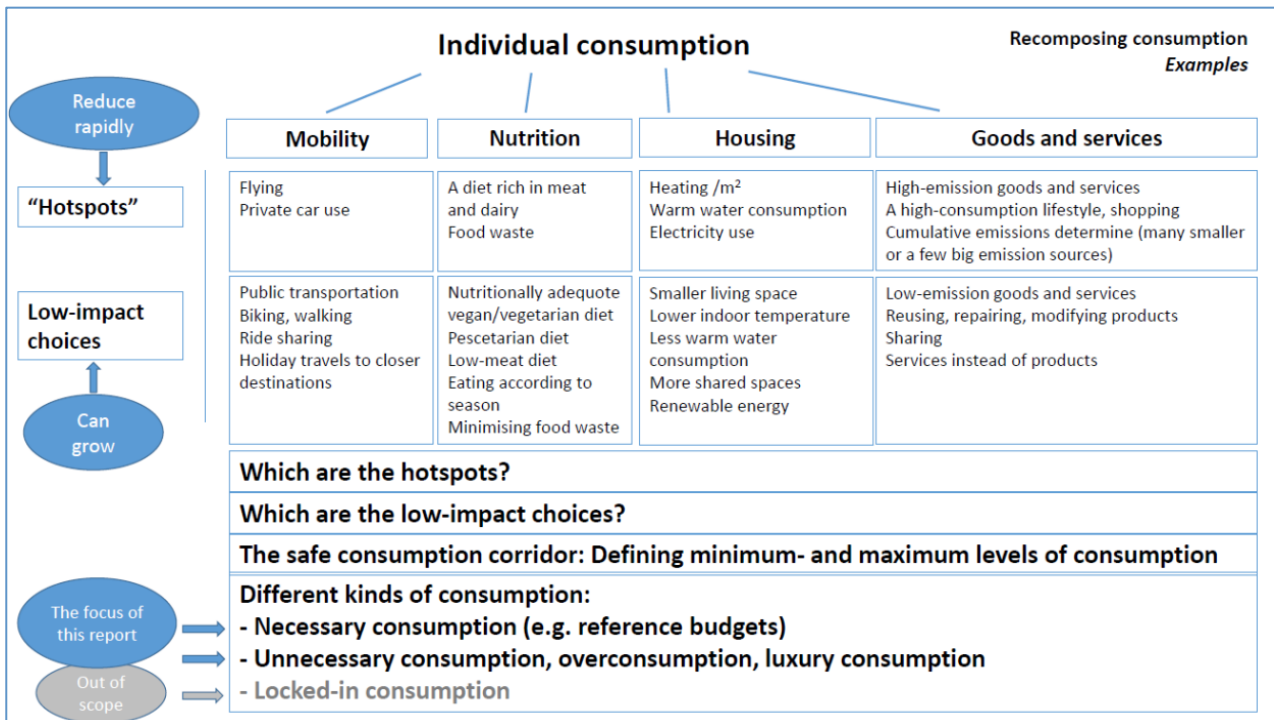 Individual consumption
Recomposing consumption
Examples
Reduce
rapidly
Mobility
Nutrition
Housing
Goods and services
"Hotspots"
Flying
Private car use
A diet rich in meat
and dairy
Food waste
Heating /m²
Warm water consumption
Electricity use
High-emission goods and services
A high-consumption lifestyle, shopping
Cumulative emissions determine (many smaller
or a few big emission sources)
Low-impact
choices
Public transportation
Biking, walking
Ride sharing
Holiday travels to closer
destinations
Nutritionally adequote
vegan/vegetarian diet
Pescetarian diet
Low-meat diet
Eating according to
season
Minimising food waste
Smaller living space
Lower indoor temperature
Less warm water
consumption
More shared spaces
Renewable energy
Low-emission goods and services
Reusing, repairing, modifying products
Sharing
Services instead of products
Can
grow
Which are the hotspots?
Which are the low-impact choices?
The safe consumption corridor: Defining minimum- and maximum levels of consumption
The focus of
this report
Different kinds of consumption:
- Necessary consumption (e.g. reference budgets)
- Unnecessary consumption, overconsumption, luxury consumption
Out of
scope
- Locked-in consumption